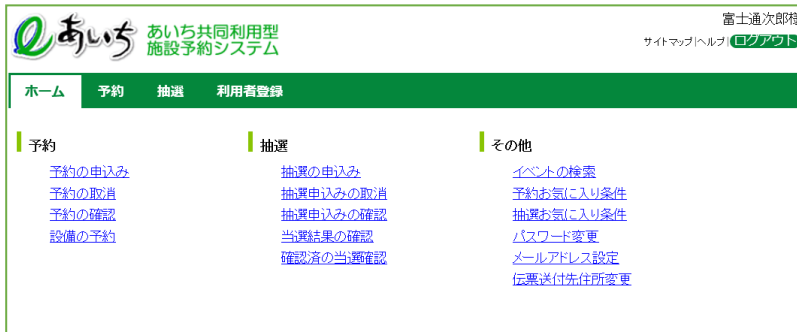 eあいち
あいち共同利用型
施設予約システム
富士通次郎様
サイトマップ|ヘルプ|ログアウト
ホーム 予約 抽選 利用者登録
予約
予約の申込み
予約の取消
予約の確認
設備の予約
抽選
抽選の申込み
抽選申込みの取消
抽選申込みの確認
当選結果の確認
確認済の当選確認
その他
イベントの検索
予約お気に入り条件
抽選お気に入り条件
パスワード変更
メールアドレス設定
伝票送付先住所変更